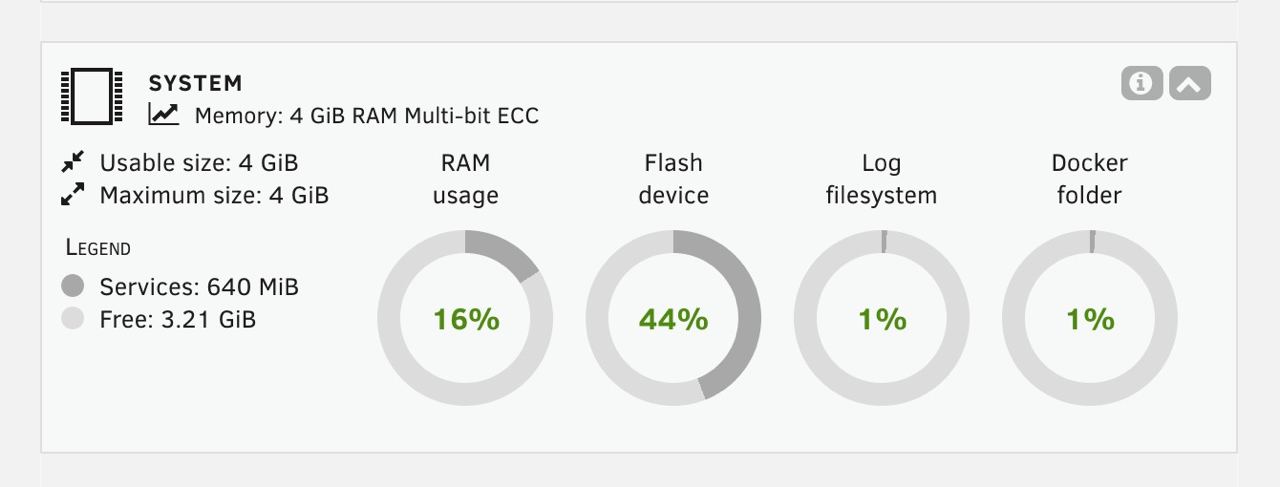 SYSTEM
Memory: 4 GiB RAM Multi-bit ECC
Usable size: 4 GiB
Maximum size: 4 GiB
Legend
Services: 640 MiB
Free: 3.21 GiB
RAM
usage
16%
Flash
device
44%
Log
filesystem
1%
Docker
folder
1%